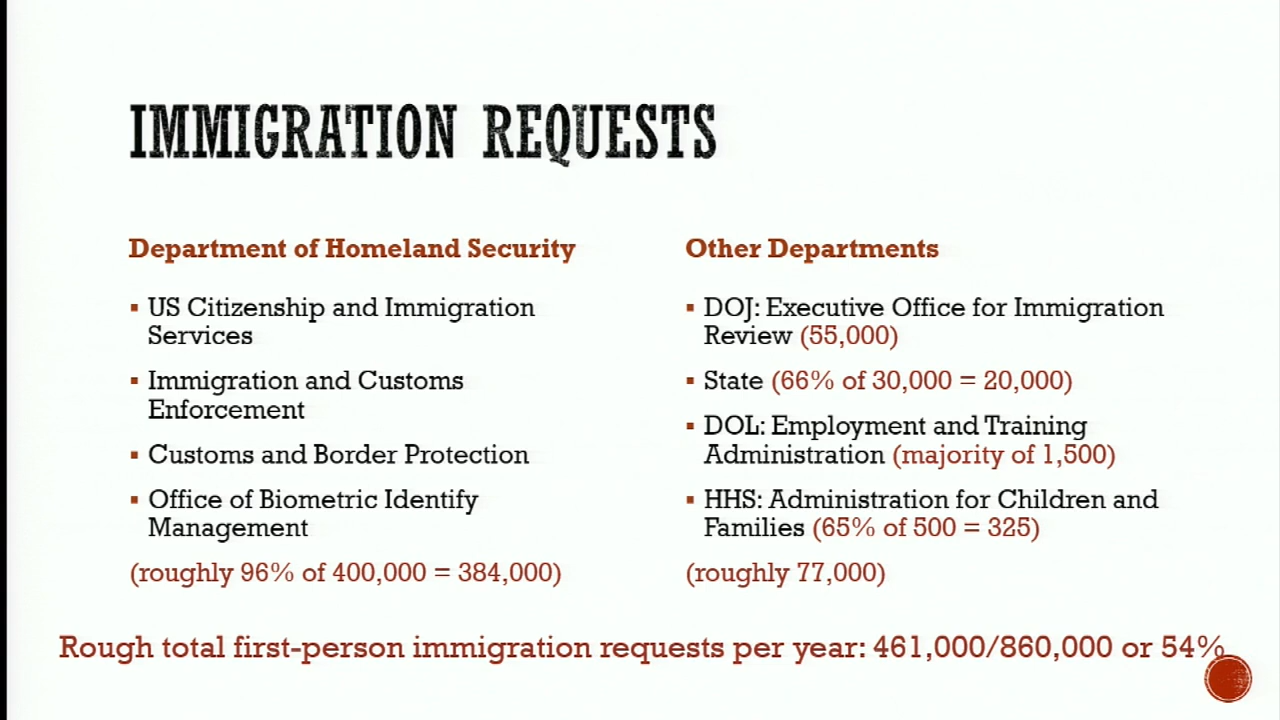 IMMIGRATION REQUESTS
Department of Homeland Security
▪ US Citizenship and Immigration
Services
▪ Immigration and Customs
Enforcement
▪ Customs and Border Protection
▪ Office of Biometric Identify
Management
(roughly 96% of 400,000 = 384,000)
Other Departments
▪ DOJ: Executive Office for Immigration
Review (55,000)
▪ State (66% of 30,000 = 20,000)
▪ DOL: Employment and Training
Administration (majority of 1,500)
▪ HHS: Administration for Children and
Families (65% of 500 = 325)
(roughly 77,000)
Rough total first-person immigration requests per year: 461,000/860,000 or 54%